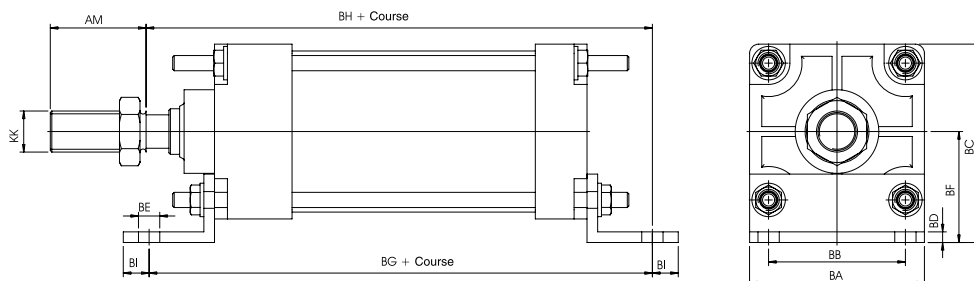 AM
BH + Course
KK
BE
BI
BG + Course
BI
BC
BF
BD
BB
BA